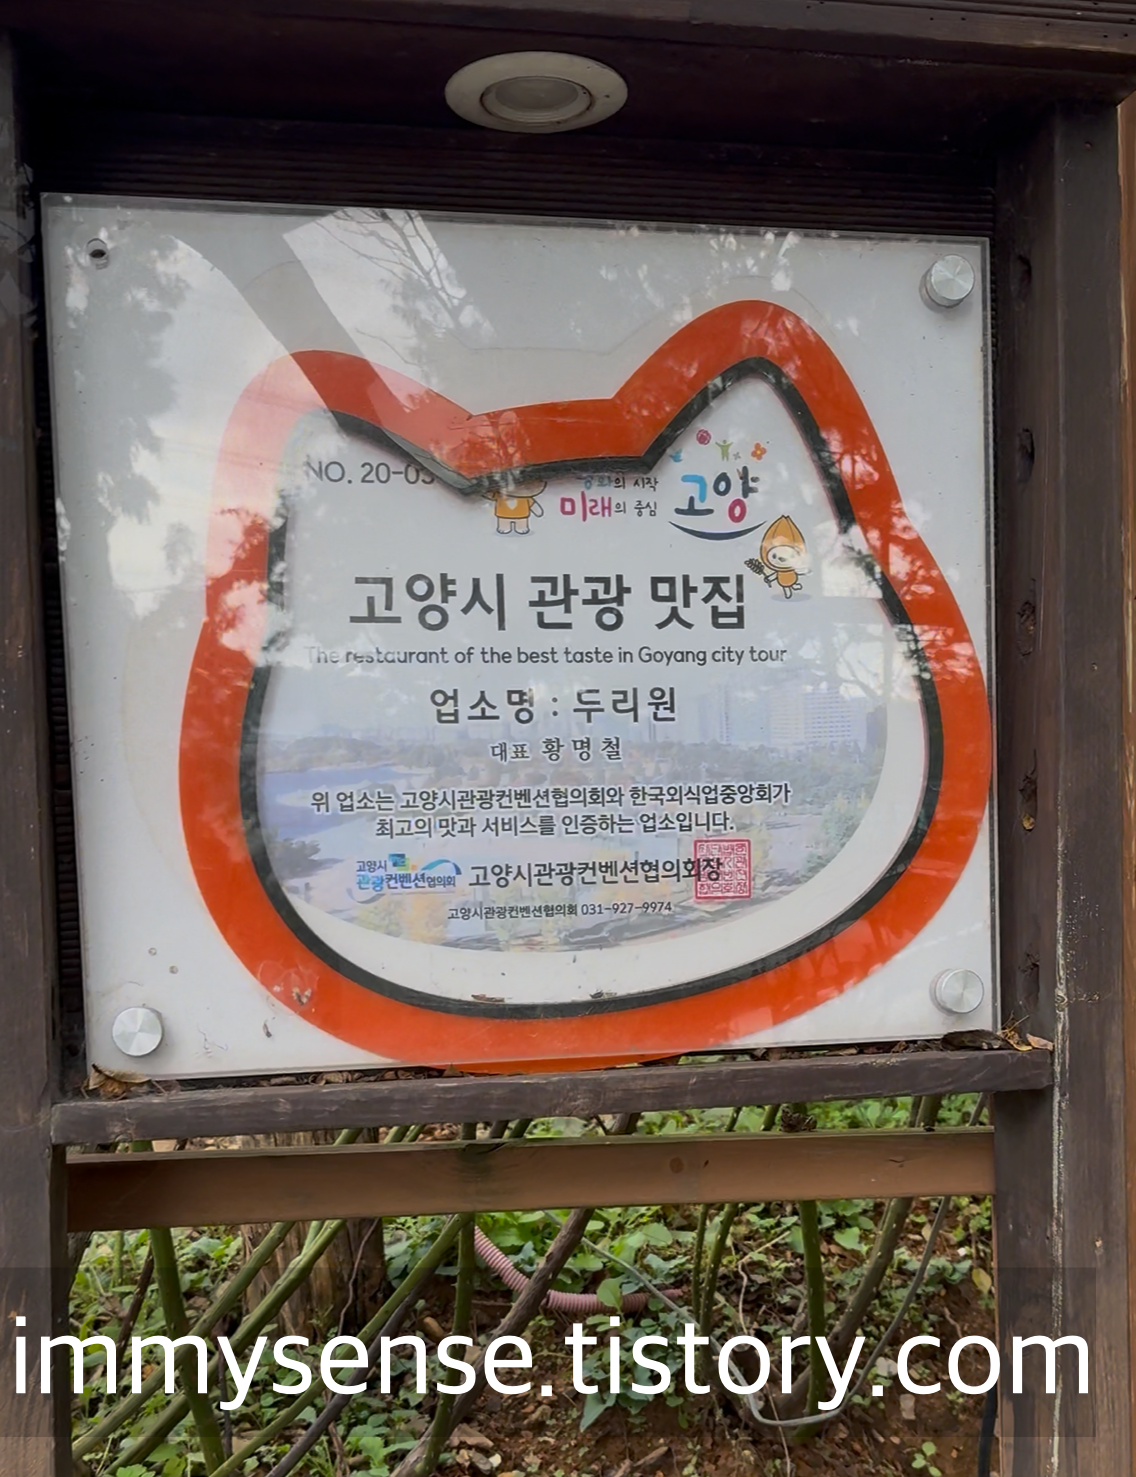 NO. 20-03
의 시작
미래의 중심
고양
고양시 관광 맛집
The restaurant of the best taste in Goyang city tour
업소명 : 두리원
대표 황명철
위 업소는 고양시관광컨벤션협의회와 한국외식업중앙회가
최고의 맛과 서비스를 인증하는 업소입니다.
고양시
관광컨벤션협의회
고양시관광컨벤션협의회장
고양시관광컨벤션협의회 031-927-9974
immysense.tistory.com